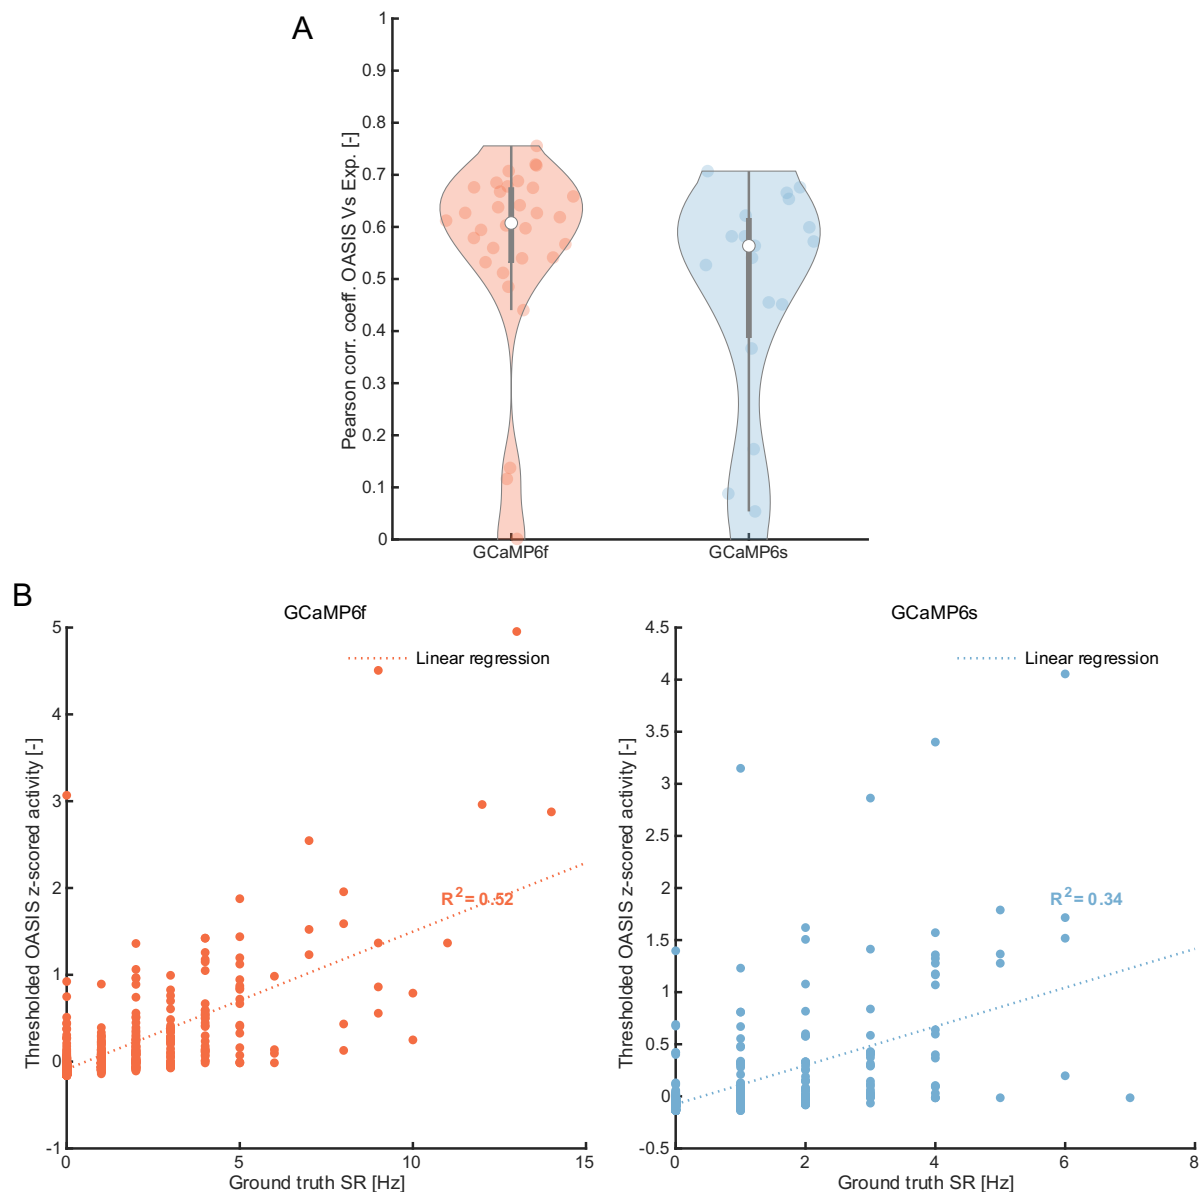 A
1
0.9
0.8
0.7
0.6
0.5
0.4
0.3
0.2
0.1
0
Pearson corr. coeff. OASIS Vs Exp. [-]
GCaMP6f
GCaMP6s
B
GCaMP6f
5
4
3
2
1
0
-1
Thresholded OASIS z-scored activity [-]
Linear regression
R² = 0.52
0
5
10
15
Ground truth SR [Hz]
GCaMP6s
4.5
4
3.5
3
2.5
2
1.5
1
0.5
0
-0.5
Thresholded OASIS z-scored activity [-]
Linear regression
R² = 0.34
0
2
4
6
8
Ground truth SR [Hz]